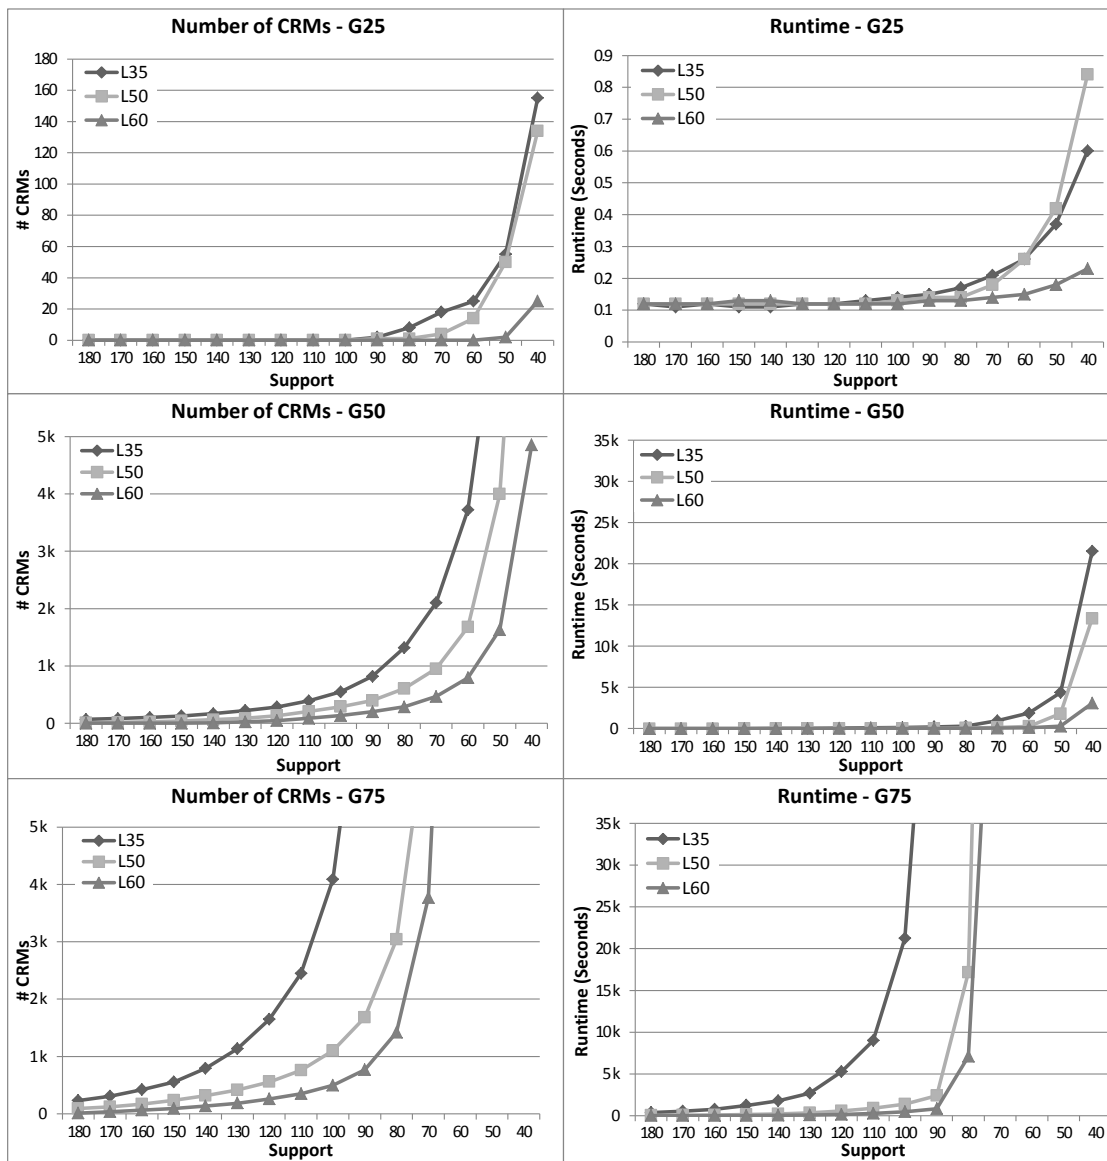 Number of CRMs - G25
180
160
140
120
100
80
60
40
20
0
# CRMs
L35
L50
L60
180 170 160 150 140 130 120 110 100 90 80 70 60 50 40
Support
Runtime - G25
0.9
0.8
0.7
0.6
0.5
0.4
0.3
0.2
0.1
0
Runtime (Seconds)
L35
L50
L60
180 170 160 150 140 130 120 110 100 90 80 70 60 50 40
Support
Number of CRMs - G50
5k
4k
3k
2k
1k
0
# CRMs
L35
L50
L60
180 170 160 150 140 130 120 110 100 90 80 70 60 50 40
Support
Runtime - G50
35k
30k
25k
20k
15k
10k
5k
0
Runtime (Seconds)
L35
L50
L60
180 170 160 150 140 130 120 110 100 90 80 70 60 50 40
Support
Number of CRMs - G75
5k
4k
3k
2k
1k
0
# CRMs
L35
L50
L60
180 170 160 150 140 130 120 110 100 90 80 70 60 50 40
Support
Runtime - G75
35k
30k
25k
20k
15k
10k
5k
0
Runtime (Seconds)
L35
L50
L60
180 170 160 150 140 130 120 110 100 90 80 70 60 50 40
Support